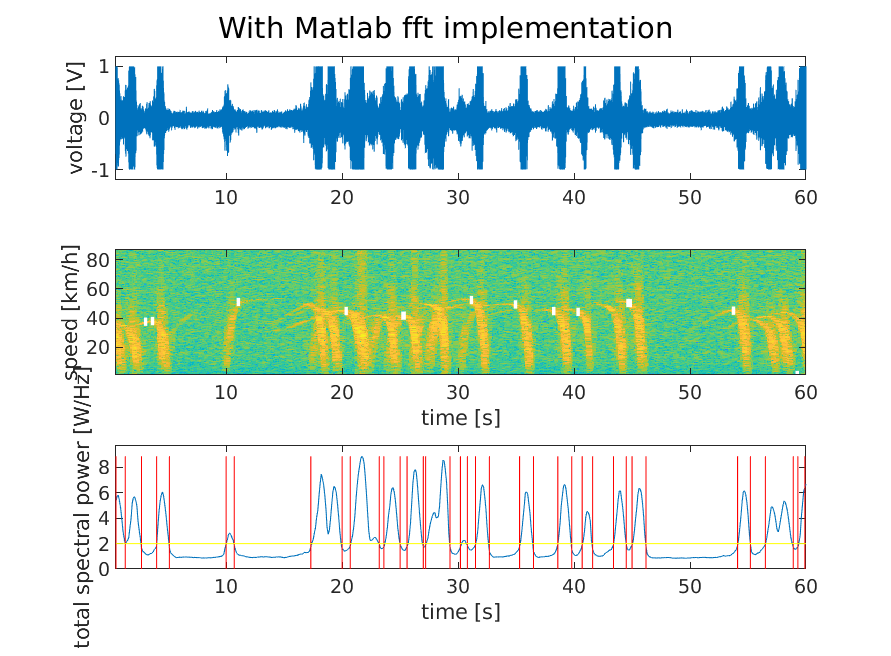 With Matlab fft implementation
voltage [V]
1
0
-1
10 20 30 40 50 60
speed [km/h]
80
60
40
20
10 20 30 40 50 60
time [s]
total spectral power [W/Hz]
8
6
4
2
0
10 20 30 40 50 60
time [s]